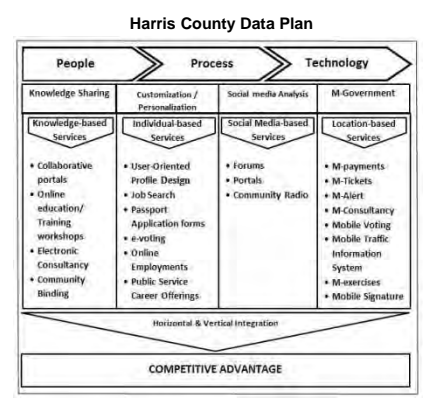 Harris County Data Plan
People
Process
Technology
Knowledge Sharing
Customization /
Personalization
Social media Analysis
M-Government
Knowledge-based
Services
Individual-based
Services
Social Media-based
Services
Location-based
Services
• Collaborative
portals
• Online
education/
Training
workshops
• Electronic
Consultancy
• Community
Binding
• User-Oriented
Profile Design
• Job Search
• Passport
Application forms
• e-voting
• Online
Employments
• Public Service
Career Offerings
• Forums
• Portals
• Community Radio
• M-payments
• M-Tickets
• M-Alert
• M-Consultancy
• Mobile Voting
• Mobile Traffic
Information
System
• M-exercises
• Mobile Signature
Horizontal & Vertical Integration
COMPETITIVE ADVANTAGE